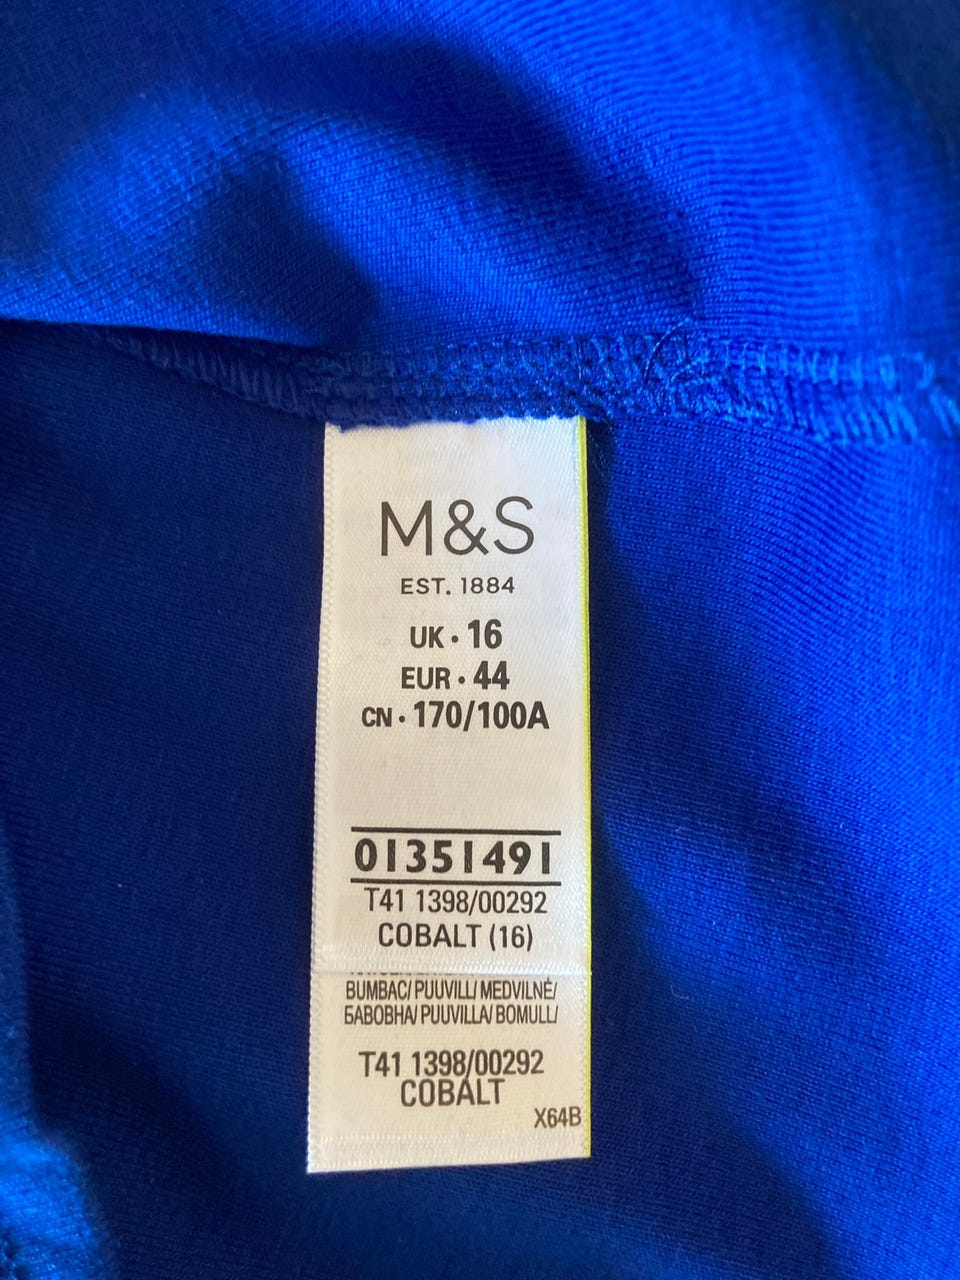 M&S
EST. 1884
UK • 16
EUR • 44
CN • 170/100A
01351491
T41 1398/00292
COBALT (16)
BUMBAC/ PUUVILL/ MEDVILNĖ/
БАВОВНА/ PUUVILLA/ BOMULL/
T41 1398/00292
COBALT
X64B